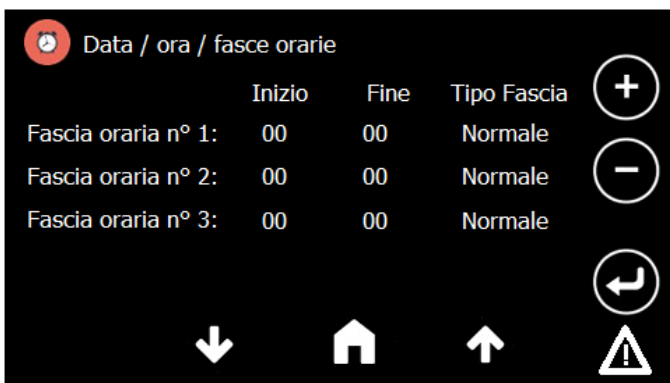 Data / ora / fasce orarie
Inizio Fine Tipo Fascia
Fascia oraria n° 1: 00 00 Normale
Fascia oraria n° 2: 00 00 Normale
Fascia oraria n° 3: 00 00 Normale